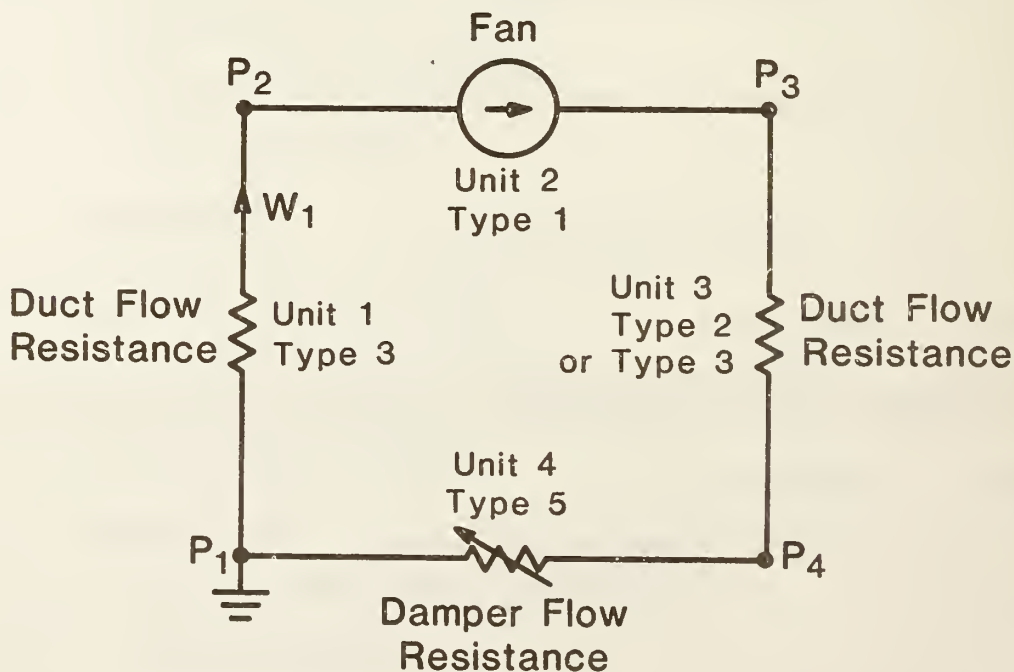 Fan
P2
P3
Unit 2
Type 1
W1
Duct Flow
Resistance
Unit 1
Type 3
Unit 3
Type 2
or Type 3
Duct Flow
Resistance
Unit 4
Type 5
P1
P4
Damper Flow
Resistance